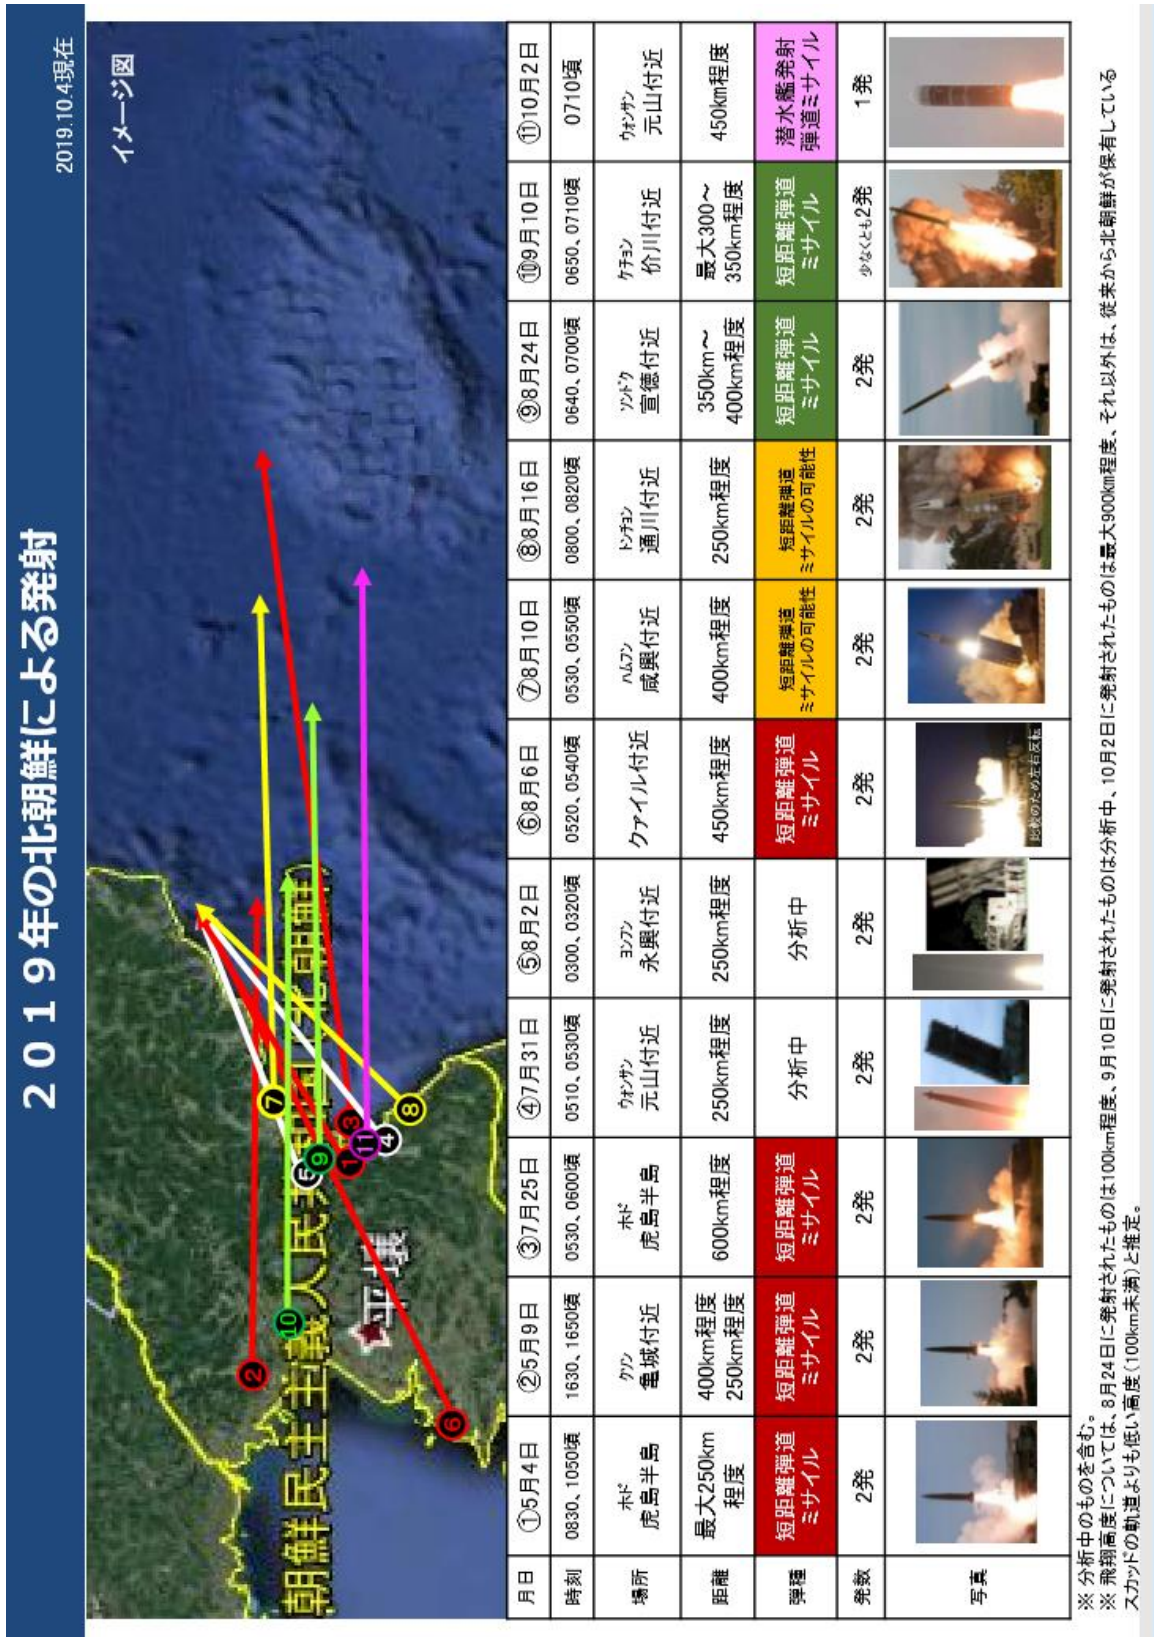 2019年の北朝鮮による発射
2019.10.4現在
イメージ図
朝鮮民主主義人民共和国(北朝鮮)
平壌
② ⑩ ⑥ ⑤ ⑨ ① ③ ⑪ ④ ⑦ ⑧
月日 ①5月4日 ②5月9日 ③7月25日 ④7月31日 ⑤8月2日 ⑥8月6日 ⑦8月10日 ⑧8月16日 ⑨8月24日 ⑩9月10日 ⑪10月2日
時刻 0830、1050頃 1630、1650頃 0530、0600頃 0510、0530頃 0300、0320頃 0520、0540頃 0530、0550頃 0800、0820頃 0640、0700頃 0650、0710頃 0710頃
ホド クソン ホド ウォンサン ヨンフン ハムフン トンチョン ソンドク ケチョン ウォンサン
場所 虎島半島 亀城付近 虎島半島 元山付近 永興付近 クァイル付近 咸興付近 通川付近 宣徳付近 价川付近 元山付近
距離 最大250km程度 400km程度 250km程度 600km程度 250km程度 250km程度 450km程度 400km程度 250km程度 350km～400km程度 最大300～350km程度 450km程度
弾種 短距離弾道ミサイル 短距離弾道ミサイル 短距離弾道ミサイル 分析中 分析中 短距離弾道ミサイル 短距離弾道ミサイルの可能性 短距離弾道ミサイルの可能性 短距離弾道ミサイル 短距離弾道ミサイル 潜水艦発射弾道ミサイル
発数 2発 2発 2発 2発 2発 2発 2発 2発 2発 少なくとも2発 1発
写真
比較のため左右反転
※ 分析中のものを含む。
※ 飛翔高度については、8月24日に発射されたものは100km程度、9月10日に発射されたものは分析中、10月2日に発射されたものは最大900km程度、それ以外は、従来から北朝鮮が保有している
スカッドの軌道よりも低い高度(100km未満)と推定。